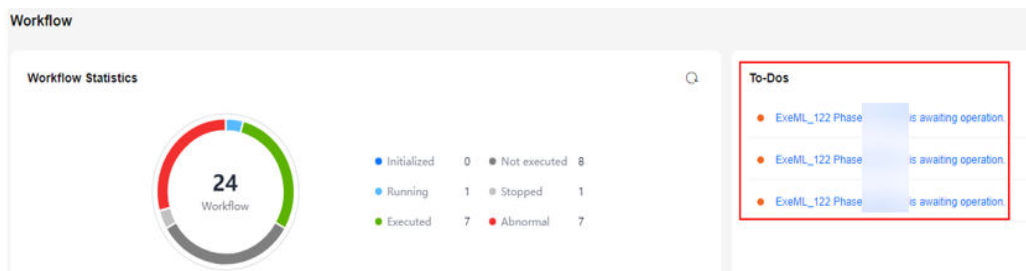 Workflow
Workflow Statistics
24
Workflow
Initialized 0 Not executed 8
Running 1 Stopped 1
Executed 7 Abnormal 7
To-Dos
ExeML_122 Phase is awaiting operation.
ExeML_122 Phase is awaiting operation.
ExeML_122 Phase is awaiting operation.